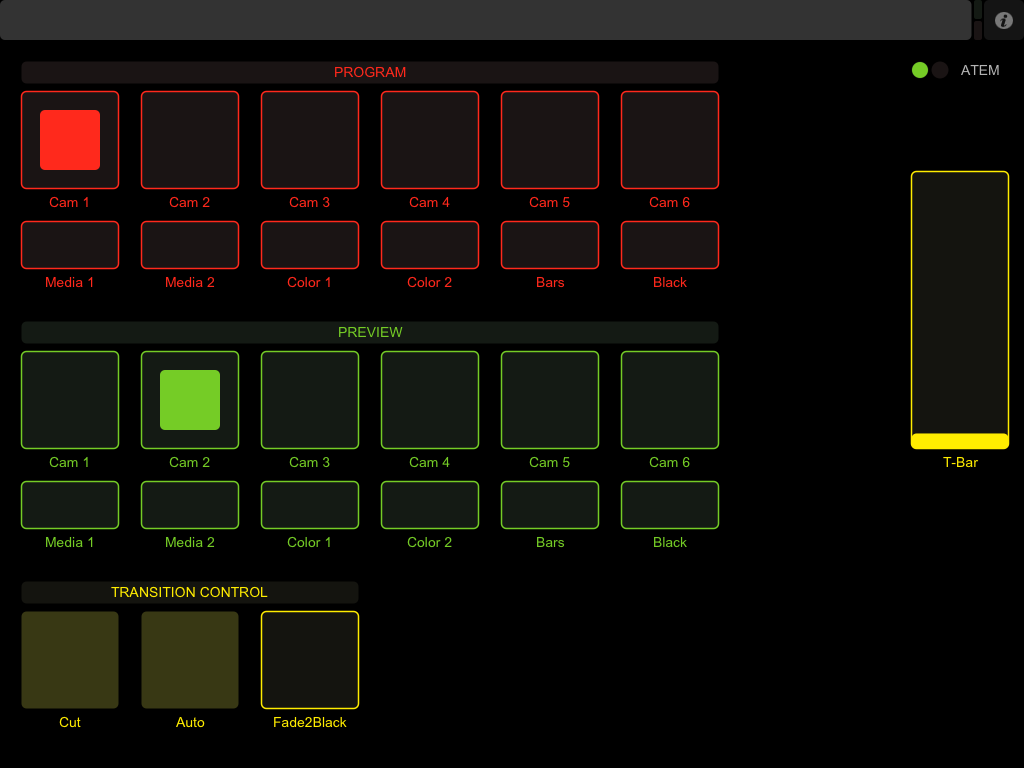 PROGRAM
ATEM
Cam 1 Cam 2 Cam 3 Cam 4 Cam 5 Cam 6
Media 1 Media 2 Color 1 Color 2 Bars Black
PREVIEW
Cam 1 Cam 2 Cam 3 Cam 4 Cam 5 Cam 6
T-Bar
Media 1 Media 2 Color 1 Color 2 Bars Black
TRANSITION CONTROL
Cut Auto Fade2Black